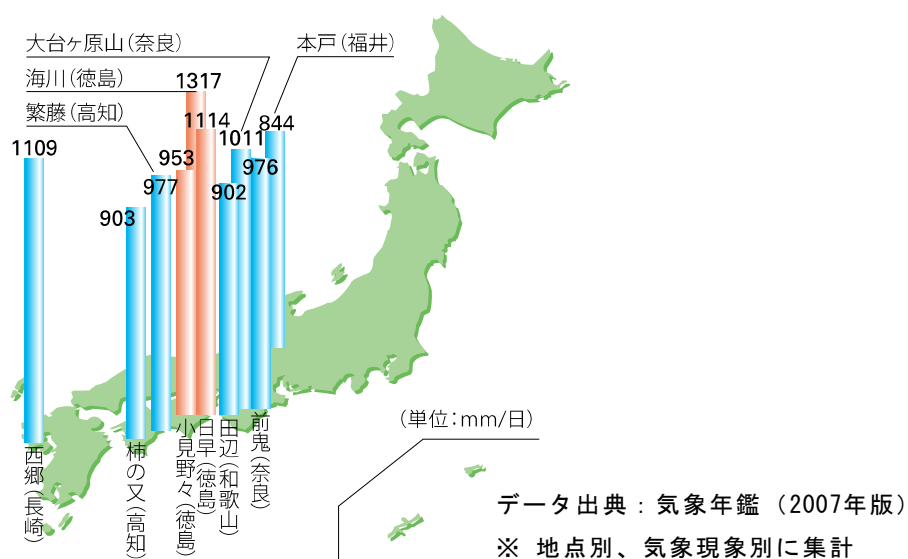 大台ヶ原山(奈良)
本戸(福井)
海川(徳島)
1317
繁藤(高知)
1114
844
1011
1109
953
976
977
902
903
(単位:mm/日)
西郷(長崎)
柿の又(高知)
小見野々(徳島)
日早(徳島)
田辺(和歌山)
前鬼(奈良)
データ出典：気象年鑑（2007年版）
※ 地点別、気象現象別に集計